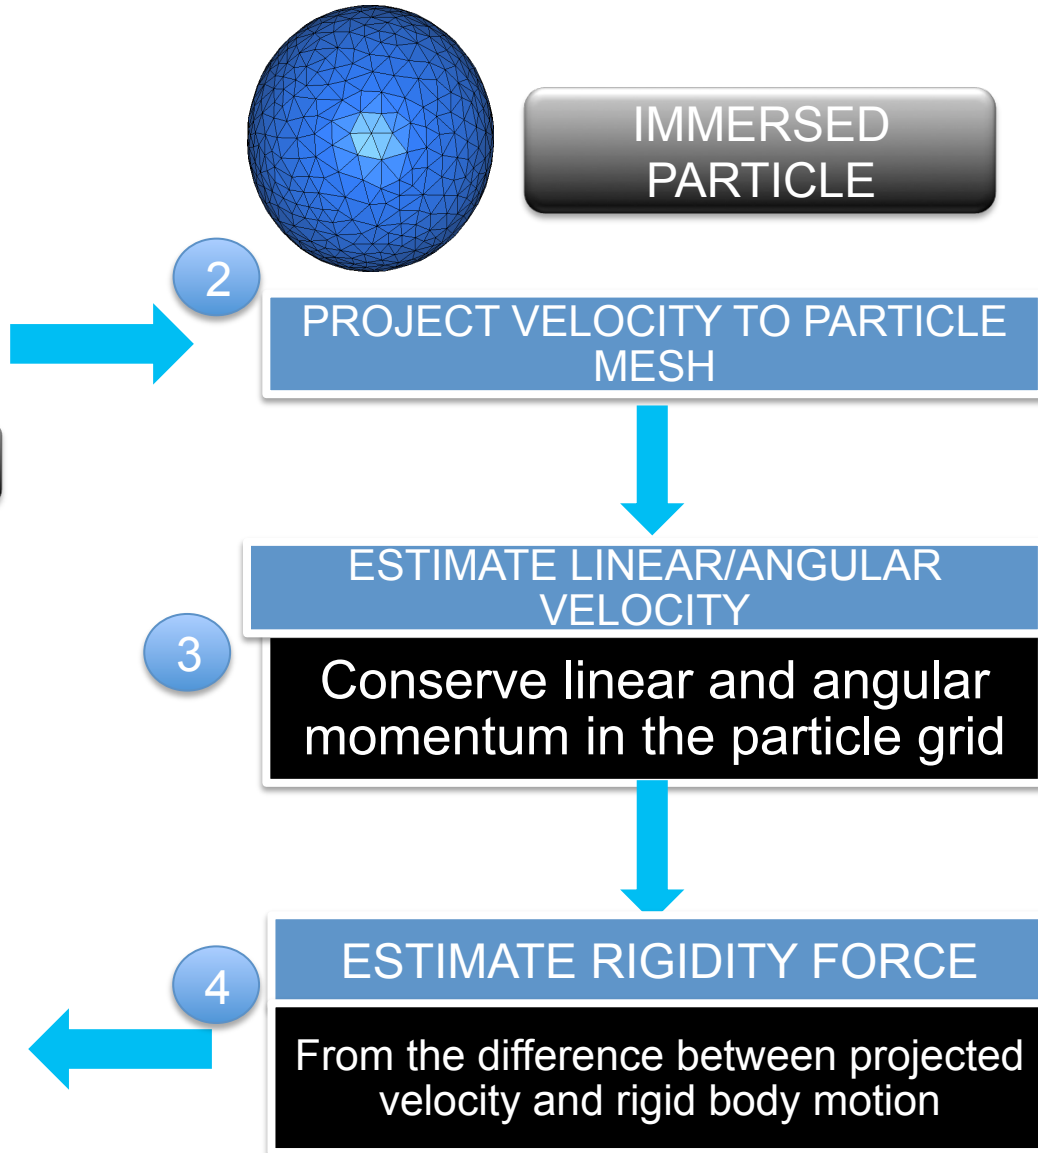 IMMERSED
PARTICLE
2
PROJECT VELOCITY TO PARTICLE
MESH
ESTIMATE LINEAR/ANGULAR
VELOCITY
3
Conserve linear and angular
momentum in the particle grid
ESTIMATE RIGIDITY FORCE
4
From the difference between projected
velocity and rigid body motion